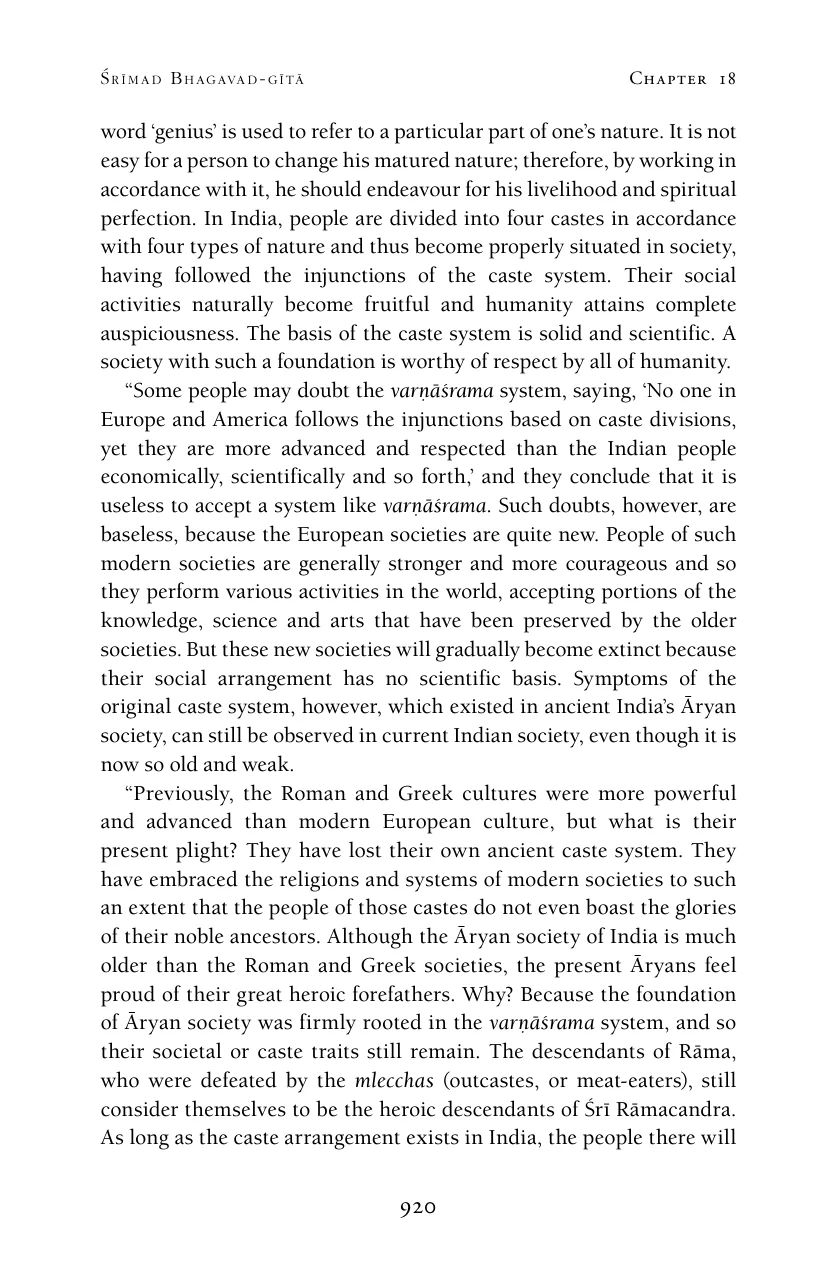 Śrīmad Bhagavad-gītā Chapter 18
word ‘genius’ is used to refer to a particular part of one’s nature. It is not
easy for a person to change his matured nature; therefore, by working in
accordance with it, he should endeavour for his livelihood and spiritual
perfection. In India, people are divided into four castes in accordance
with four types of nature and thus become properly situated in society,
having followed the injunctions of the caste system. Their social
activities naturally become fruitful and humanity attains complete
auspiciousness. The basis of the caste system is solid and scientific. A
society with such a foundation is worthy of respect by all of humanity.
“Some people may doubt the varṇāśrama system, saying, ‘No one in
Europe and America follows the injunctions based on caste divisions,
yet they are more advanced and respected than the Indian people
economically, scientifically and so forth,’ and they conclude that it is
useless to accept a system like varṇāśrama. Such doubts, however, are
baseless, because the European societies are quite new. People of such
modern societies are generally stronger and more courageous and so
they perform various activities in the world, accepting portions of the
knowledge, science and arts that have been preserved by the older
societies. But these new societies will gradually become extinct because
their social arrangement has no scientific basis. Symptoms of the
original caste system, however, which existed in ancient India’s Āryan
society, can still be observed in current Indian society, even though it is
now so old and weak.
“Previously, the Roman and Greek cultures were more powerful
and advanced than modern European culture, but what is their
present plight? They have lost their own ancient caste system. They
have embraced the religions and systems of modern societies to such
an extent that the people of those castes do not even boast the glories
of their noble ancestors. Although the Āryan society of India is much
older than the Roman and Greek societies, the present Āryans feel
proud of their great heroic forefathers. Why? Because the foundation
of Āryan society was firmly rooted in the varṇāśrama system, and so
their societal or caste traits still remain. The descendants of Rāma,
who were defeated by the mlecchas (outcastes, or meat-eaters), still
consider themselves to be the heroic descendants of Śrī Rāmacandra.
As long as the caste arrangement exists in India, the people there will
920